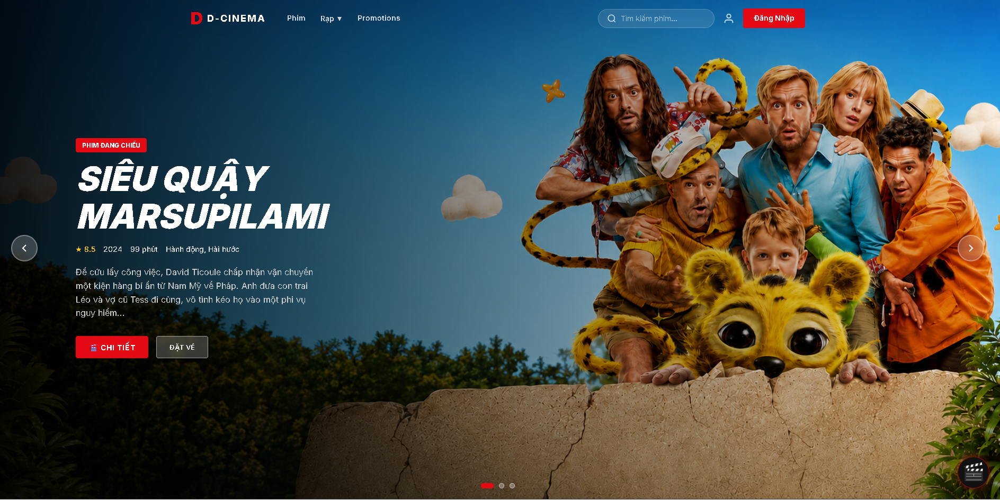 D D-CINEMA Phim Rạp ▼ Promotions Tìm kiếm phim... Đăng Nhập
PHIM ĐANG CHIẾU
SIÊU QUẬY
MARSUPILAMI
★ 8.5 2024 99 phút Hành động, Hài hước
Để cứu lấy công việc, David Ticoule chấp nhận vận chuyển
một kiện hàng bí ẩn từ Nam Mỹ về Pháp. Anh đưa con trai
Léo và vợ cũ Tess đi cùng, vô tình kéo họ vào một phi vụ
nguy hiểm...
CHI TIẾT ĐẶT VÉ